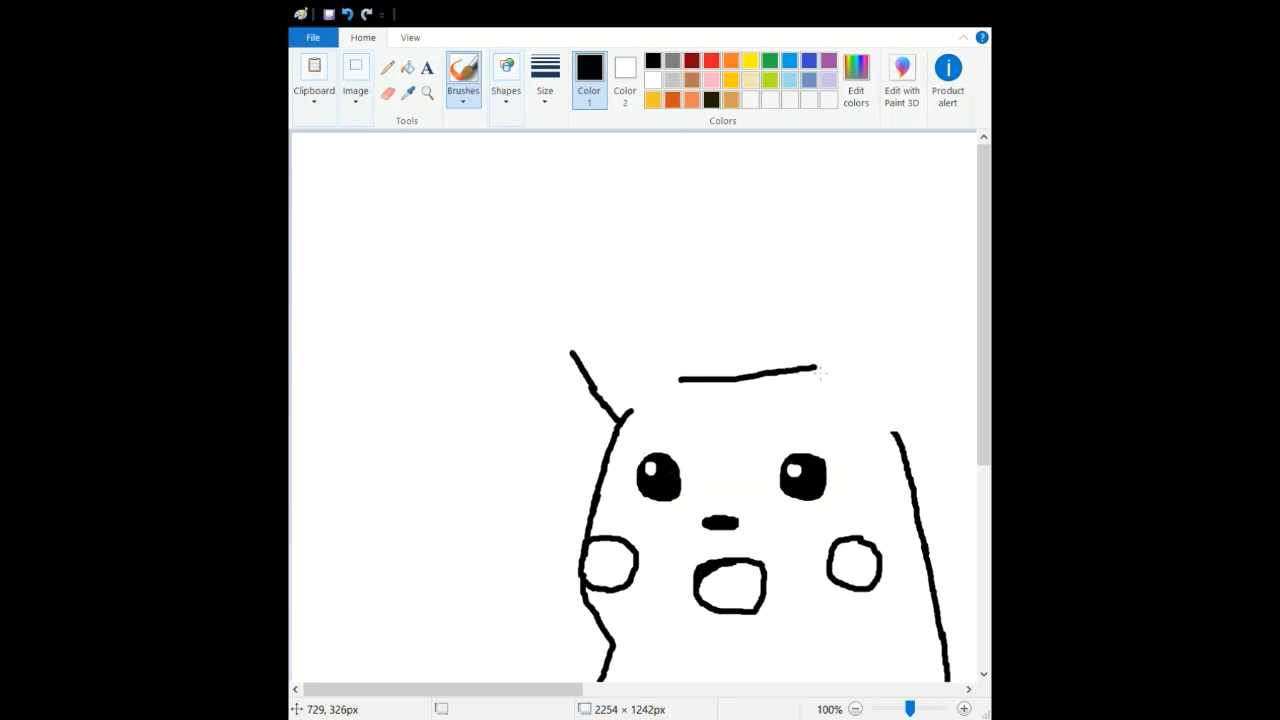 File Home View
Clipboard Image Brushes Shapes Size Color 1 Color 2 Edit colors Edit with Paint 3D Product alert
Tools Colors
729, 326px 2254 × 1242px 100%